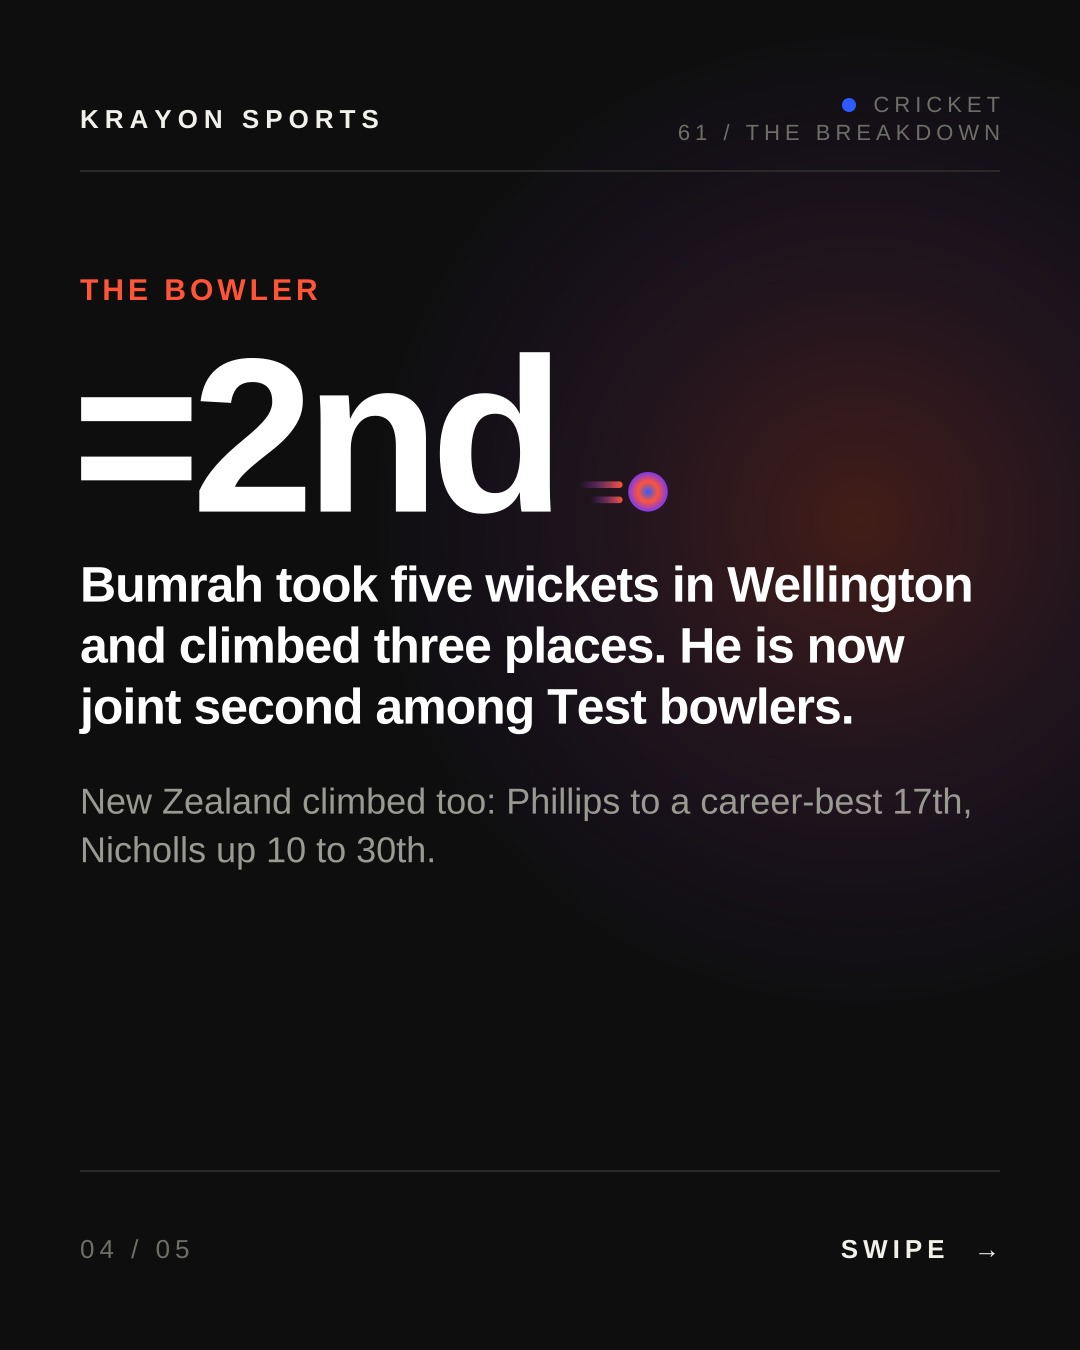 KRAYON SPORTS
CRICKET
61 / THE BREAKDOWN
THE BOWLER
=2nd
Bumrah took five wickets in Wellington
and climbed three places. He is now
joint second among Test bowlers.
New Zealand climbed too: Phillips to a career-best 17th,
Nicholls up 10 to 30th.
04 / 05
SWIPE →